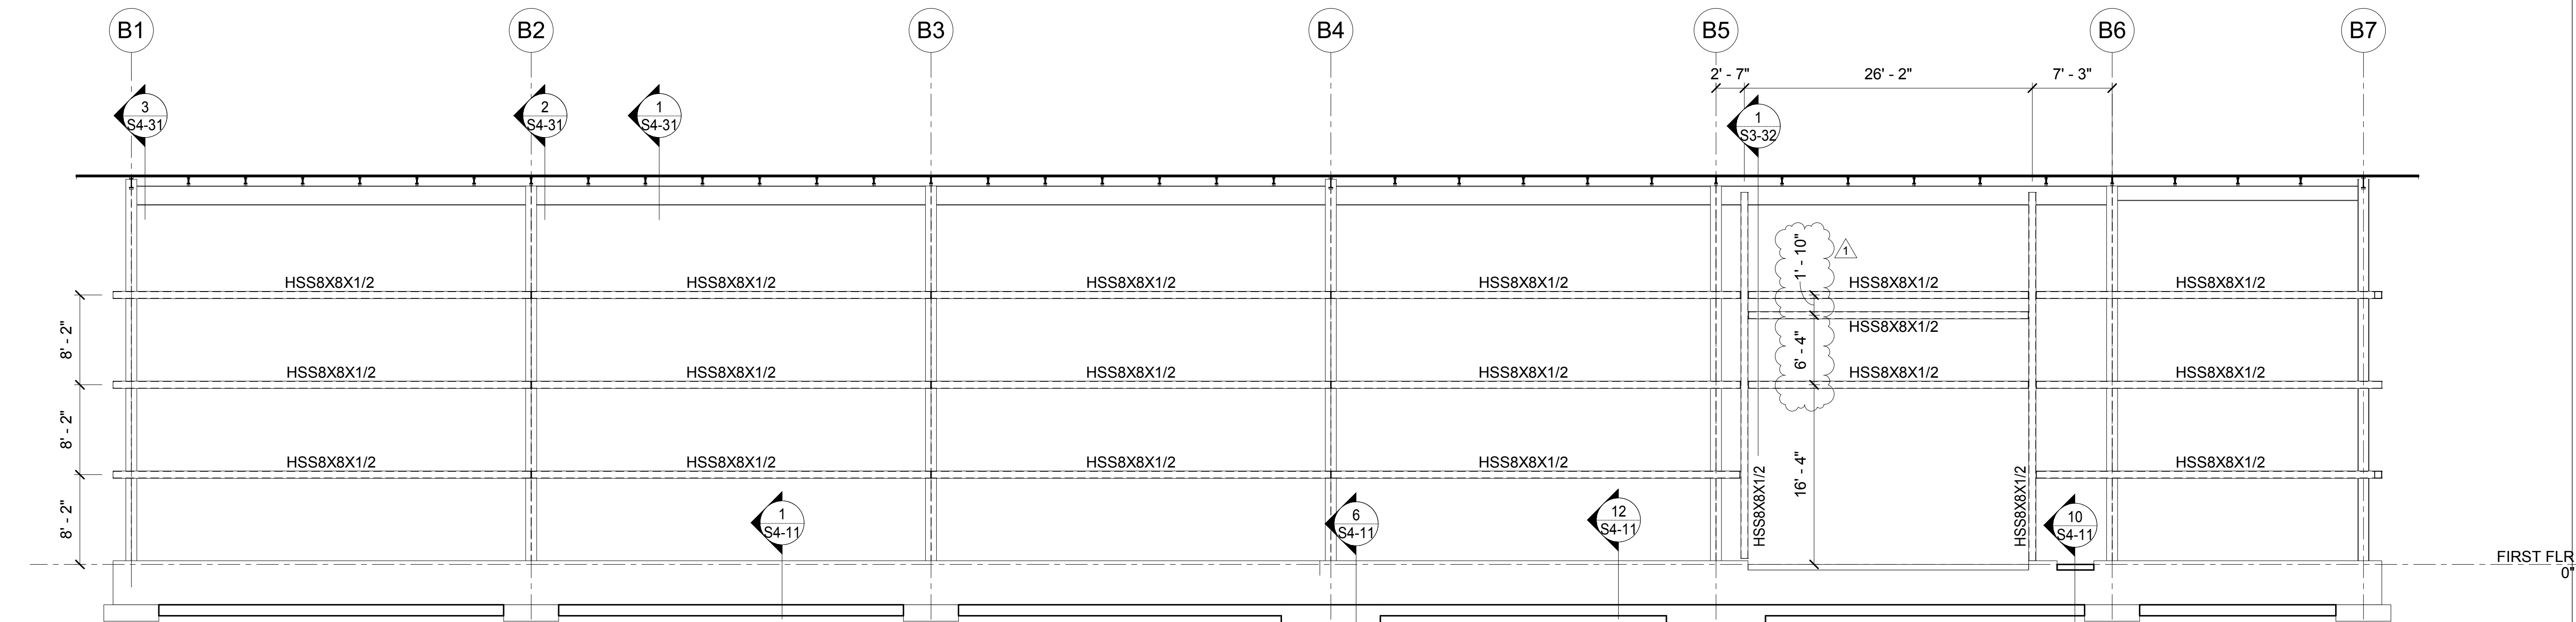 B1 B2 B3 B4 B5 B6 B7
2' - 7" 26' - 2" 7' - 3"
3 2 1 1
S4-31 S4-31 S4-31 S3-32
1' - 10" 1
HSS8X8X1/2 HSS8X8X1/2 HSS8X8X1/2 HSS8X8X1/2 HSS8X8X1/2 HSS8X8X1/2
8' - 2" HSS8X8X1/2
6' - 4"
HSS8X8X1/2 HSS8X8X1/2 HSS8X8X1/2 HSS8X8X1/2 HSS8X8X1/2 HSS8X8X1/2
8' - 2"
HSS8X8X1/2 HSS8X8X1/2 HSS8X8X1/2 HSS8X8X1/2 HSS8X8X1/2
16' - 4"
HSS8X8X1/2 HSS8X8X1/2
8' - 2"
1 6 12 10
S4-11 S4-11 S4-11 S4-11
FIRST FLR
0"